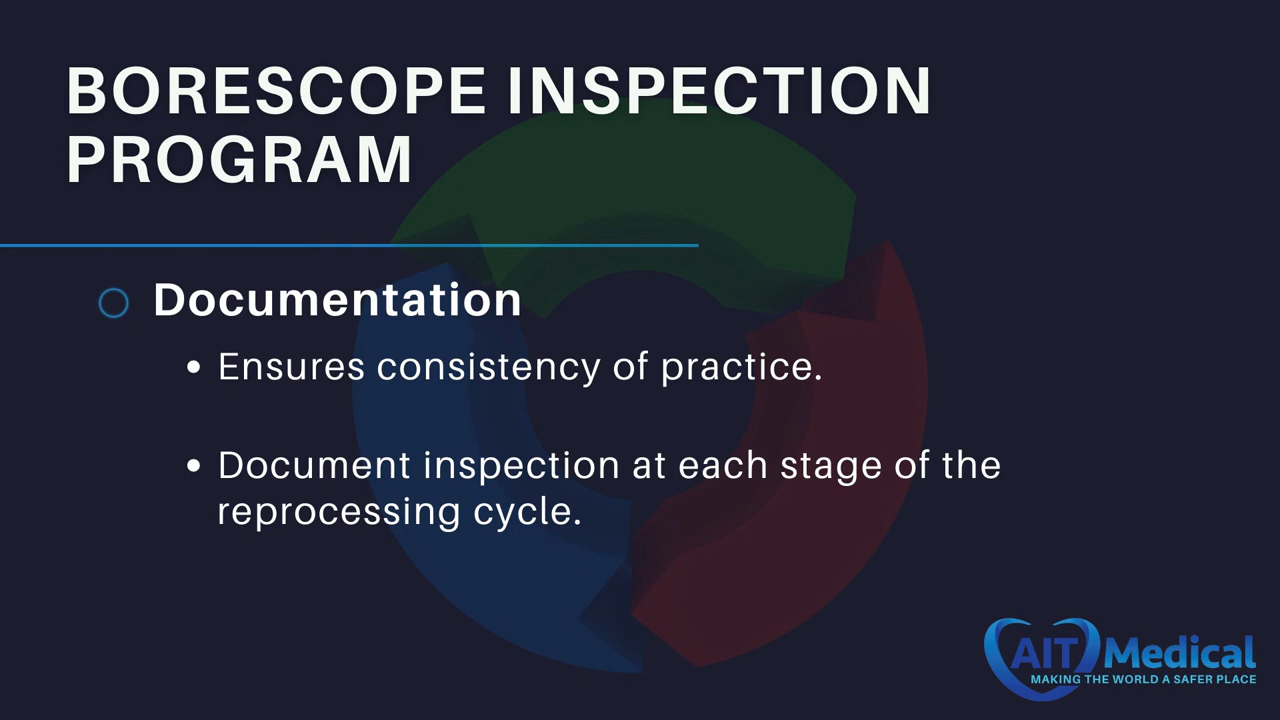 BORESCOPE INSPECTION
PROGRAM
Documentation
• Ensures consistency of practice.
• Document inspection at each stage of the
reprocessing cycle.
AIT Medical
MAKING THE WORLD A SAFER PLACE